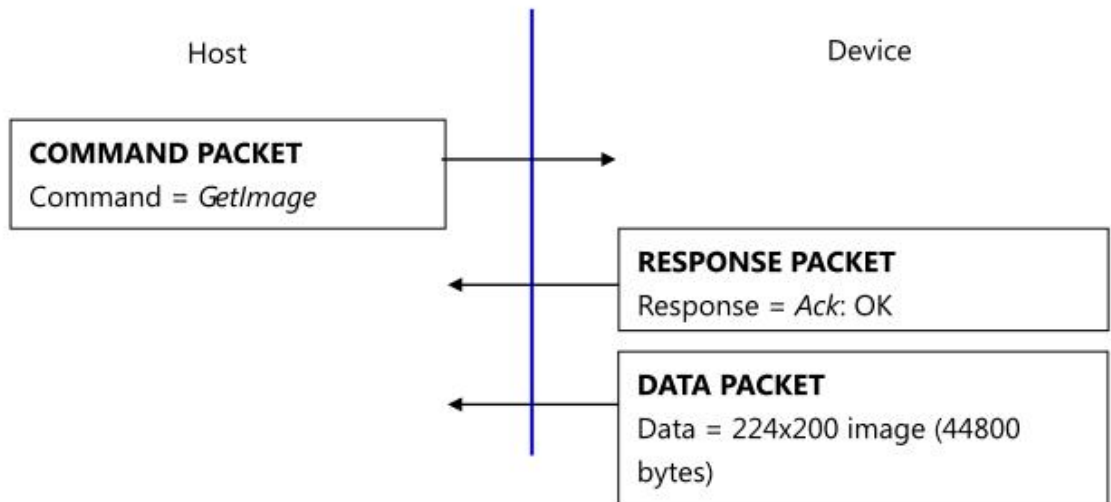 Host
Device
COMMAND PACKET
Command = GetImage
RESPONSE PACKET
Response = Ack: OK
DATA PACKET
Data = 224x200 image (44800
bytes)